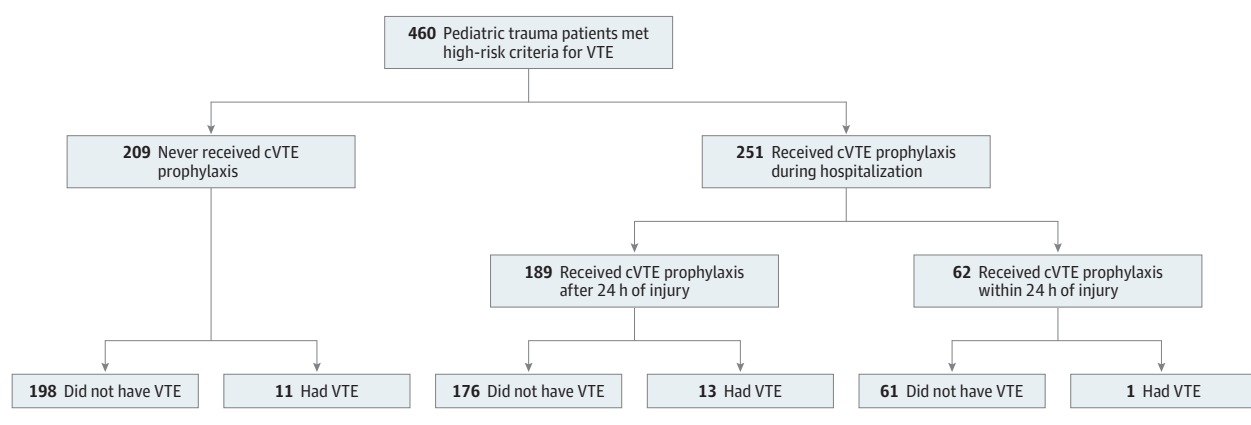 460 Pediatric trauma patients met
high-risk criteria for VTE
209 Never received cVTE
prophylaxis
251 Received cVTE prophylaxis
during hospitalization
189 Received cVTE prophylaxis
after 24 h of injury
62 Received cVTE prophylaxis
within 24 h of injury
198 Did not have VTE
11 Had VTE
176 Did not have VTE
13 Had VTE
61 Did not have VTE
1 Had VTE